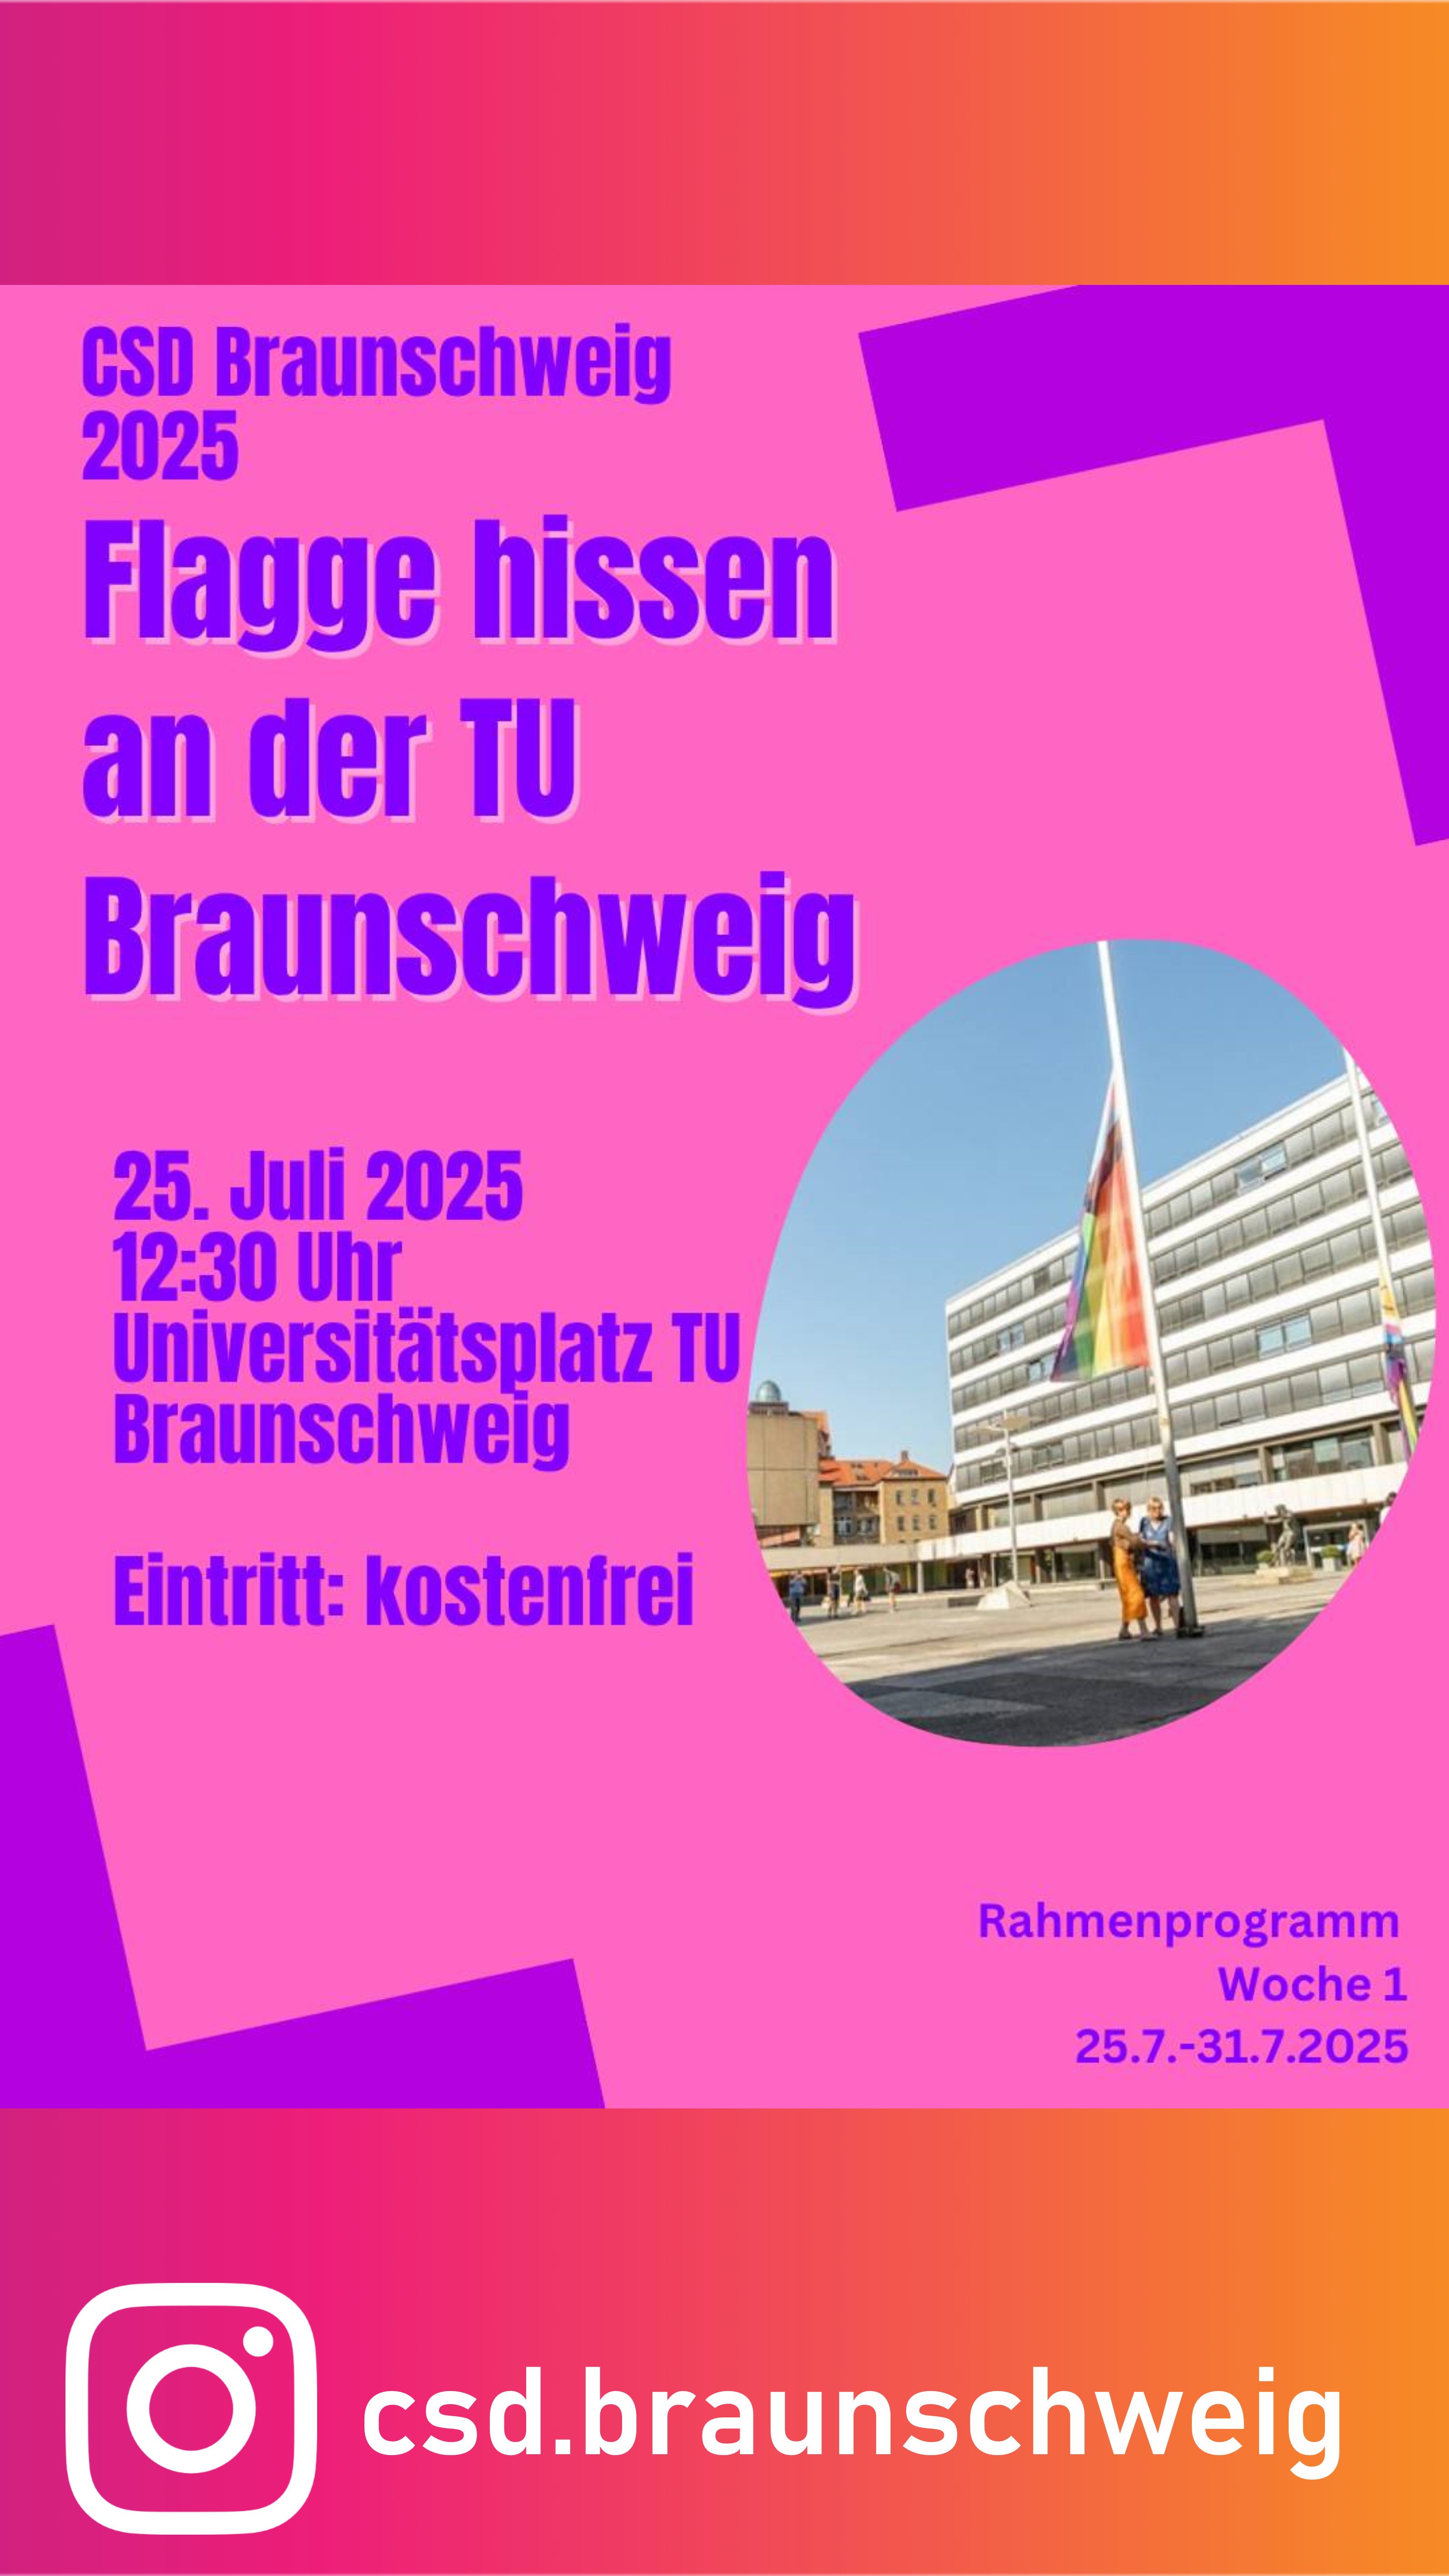 CSD Braunschweig
2025
Flagge hissen
an der TU
Braunschweig
25. Juli 2025
12:30 Uhr
Universitätsplatz TU
Braunschweig
Eintritt: kostenfrei
Rahmenprogramm
Woche 1
25.7.-31.7.2025
csd.braunschweig